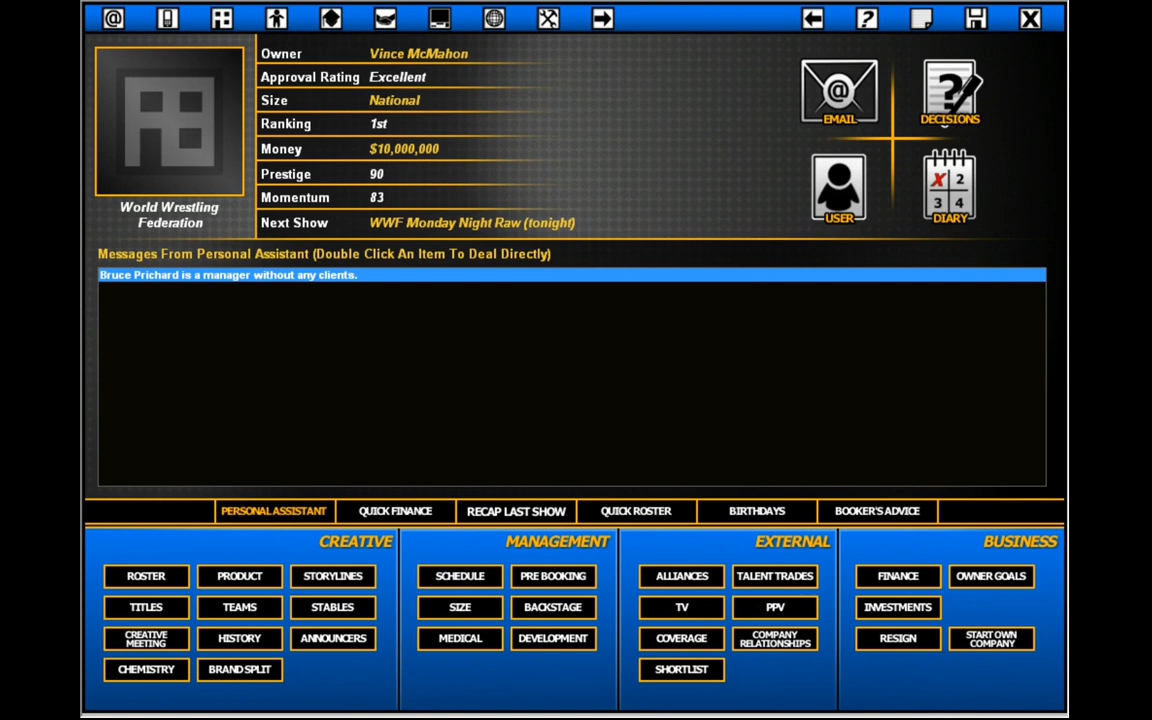 Owner Vince McMahon
Approval Rating Excellent
Size National
Ranking 1st
Money $10,000,000
Prestige 90
Momentum 83
Next Show WWF Monday Night Raw (tonight)
World Wrestling
Federation
@
EMAIL
?
DECISIONS
USER
X 2
3 4
DIARY
Messages From Personal Assistant (Double Click An Item To Deal Directly)
Bruce Prichard is a manager without any clients.
PERSONAL ASSISTANT QUICK FINANCE RECAP LAST SHOW QUICK ROSTER BIRTHDAYS BOOKER'S ADVICE
CREATIVE
ROSTER PRODUCT STORYLINES
TITLES TEAMS STABLES
CREATIVE
MEETING
HISTORY ANNOUNCERS
CHEMISTRY BRAND SPLIT
MANAGEMENT
SCHEDULE PRE BOOKING
SIZE BACKSTAGE
MEDICAL DEVELOPMENT
EXTERNAL
ALLIANCES TALENT TRADES
TV PPV
COVERAGE COMPANY
RELATIONSHIPS
SHORTLIST
BUSINESS
FINANCE OWNER GOALS
INVESTMENTS
RESIGN START OWN
COMPANY